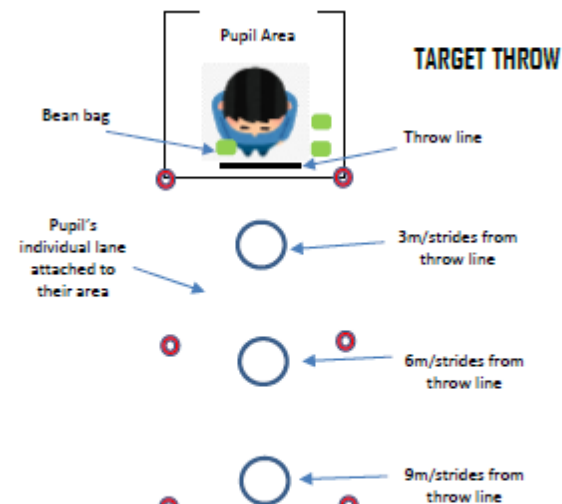 Pupil Area
TARGET THROW
Bean bag
Throw line
Pupil's
individual lane
attached to
their area
3m/strides from
throw line
6m/strides from
throw line
9m/strides from
throw line